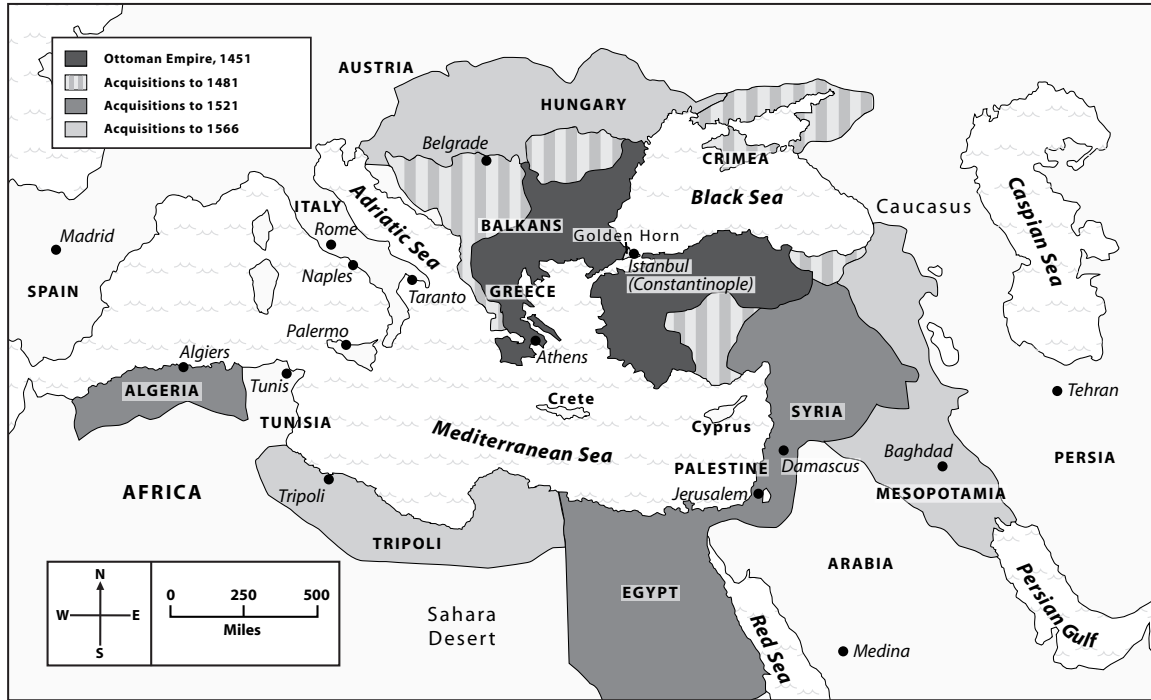 Ottoman Empire, 1451
Acquisitions to 1481
Acquisitions to 1521
Acquisitions to 1566
AUSTRIA
HUNGARY
Belgrade
CRIMEA
Black Sea
Caucasus
Caspian Sea
ITALY
Adriatic Sea
BALKANS
Rome
Madrid
Golden Horn
Istanbul
(Constantinople)
Naples
SPAIN
Taranto
GREECE
Palermo
Athens
Algiers
ALGERIA
Tunis
TUNISIA
Crete
Cyprus
SYRIA
Tehran
Mediterranean Sea
PALESTINE
Damascus
Baghdad
PERSIA
Jerusalem
MESOPOTAMIA
AFRICA
Tripoli
TRIPOLI
ARABIA
EGYPT
Persian Gulf
Red Sea
Sahara
Desert
Medina
N
W
E
S
0 250 500
Miles